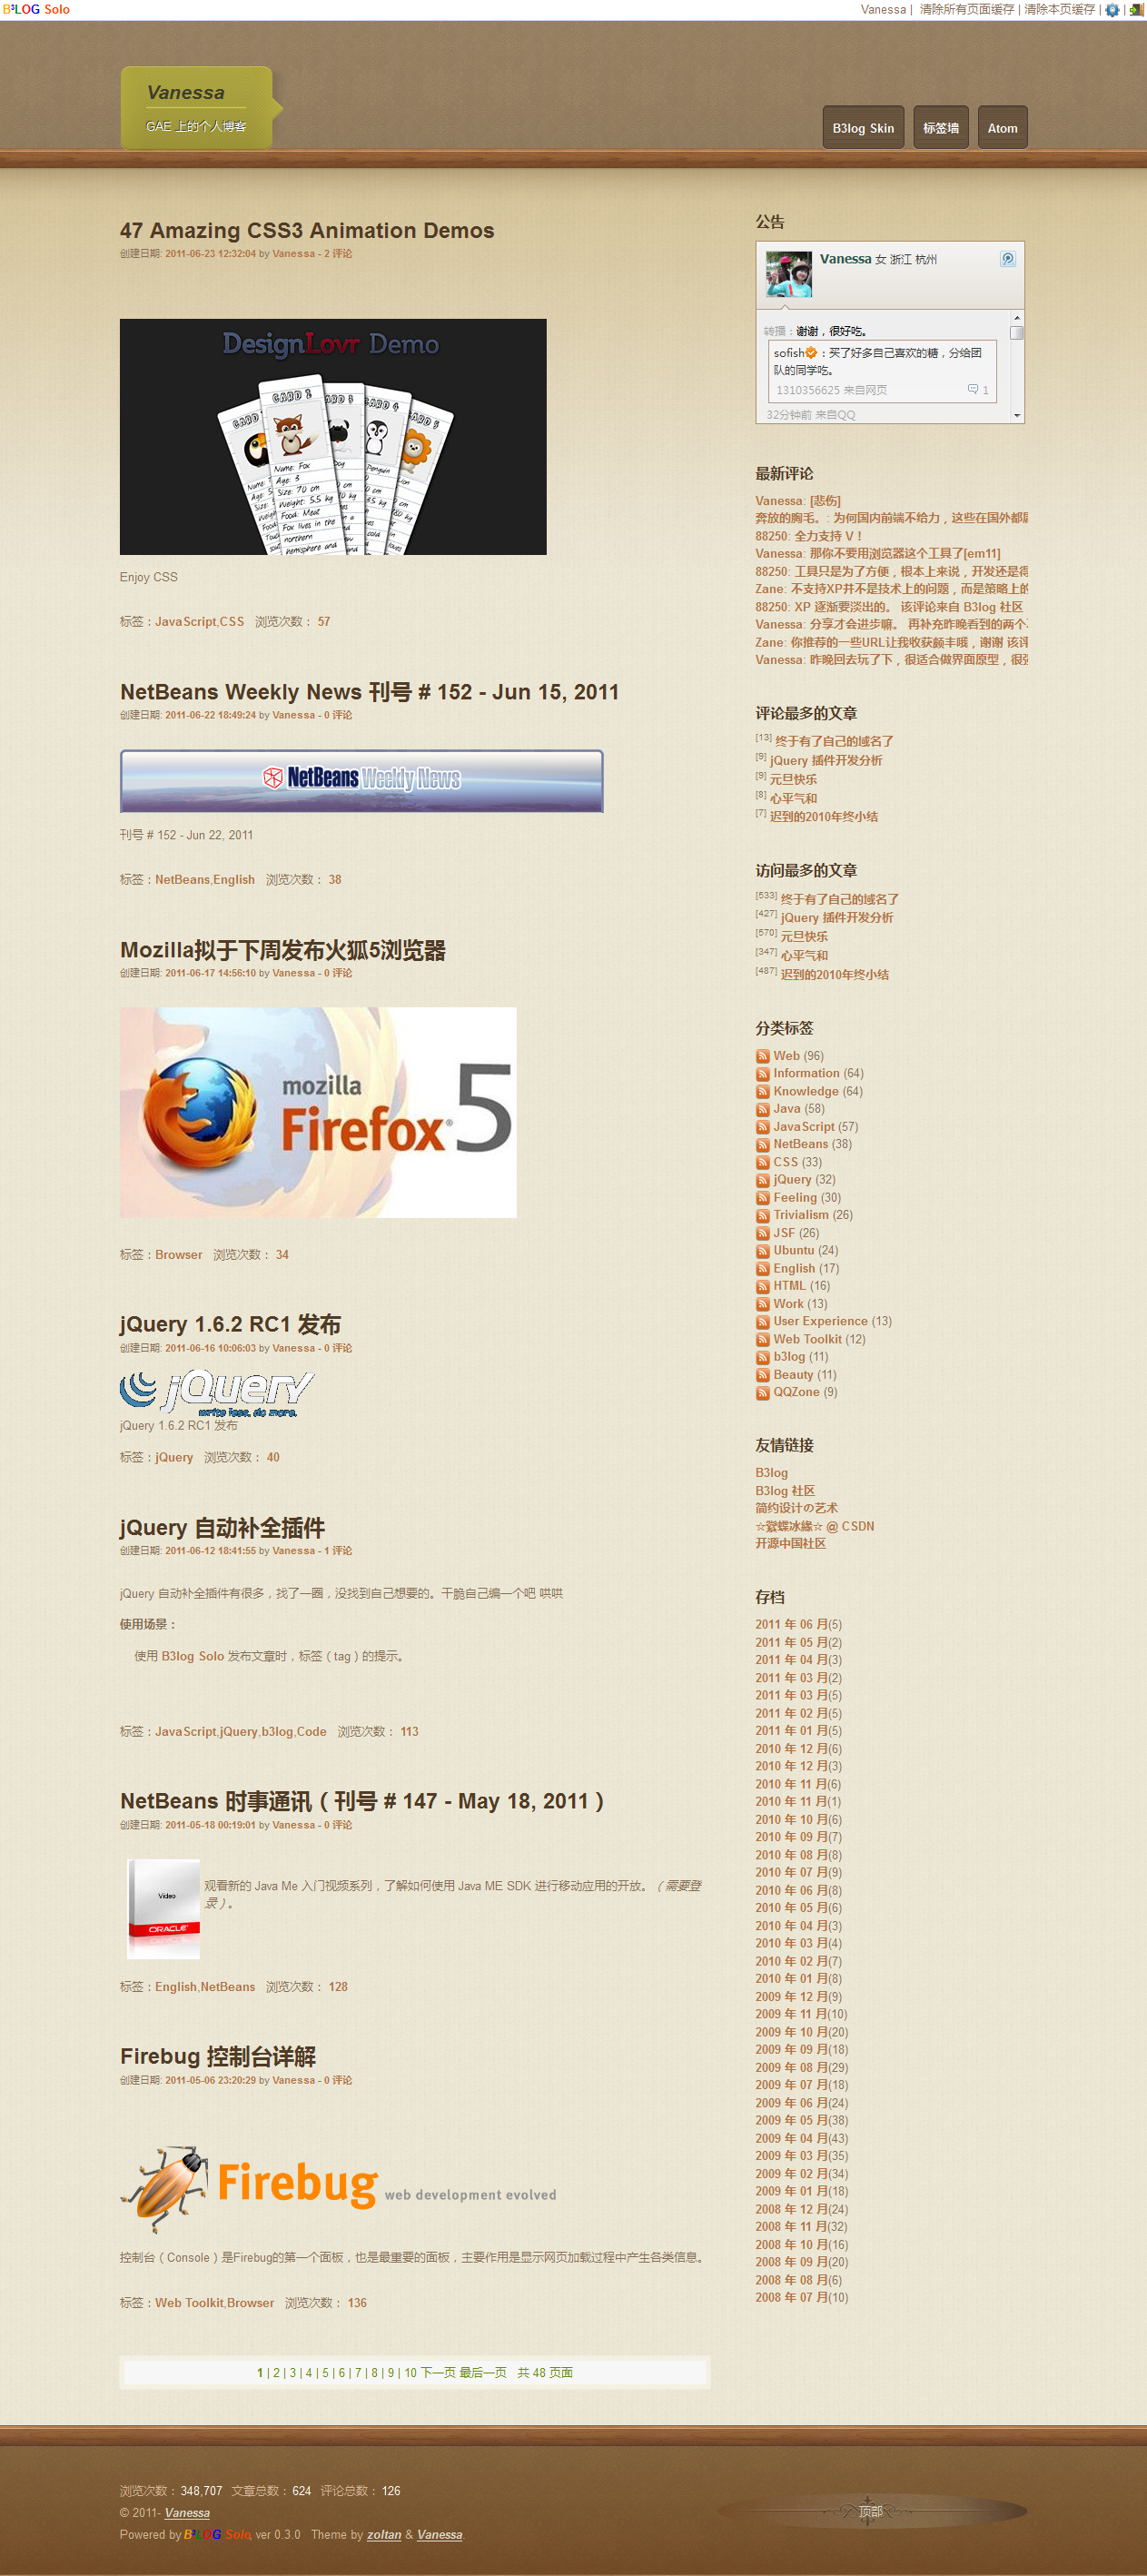 B3LOG Solo
Vanessa | 清除所有页面缓存 | 清除本页缓存 | |
Vanessa
GAE 上的个人博客
B3log Skin
标签墙
Atom
47 Amazing CSS3 Animation Demos
创建日期: 2011-06-23 12:32:04 by Vanessa - 2 评论
DesignLovr Demo
CARD 2
CARD 4
Name: Fox
Age: 3
Size: 70 cm
Weight: 5.5 kg
Food: Meat
Fox lives in the
northern
hemisphere and
Enjoy CSS
标签：JavaScript,CSS 浏览次数： 57
NetBeans Weekly News 刊号 # 152 - Jun 15, 2011
创建日期: 2011-06-22 18:49:24 by Vanessa - 0 评论
NetBeans Weekly News
刊号 # 152 - Jun 22, 2011
标签：NetBeans,English 浏览次数： 38
Mozilla拟于下周发布火狐5浏览器
创建日期: 2011-06-17 14:56:10 by Vanessa - 0 评论
mozilla
Firefox® 5
标签：Browser 浏览次数： 34
jQuery 1.6.2 RC1 发布
创建日期: 2011-06-16 10:06:03 by Vanessa - 0 评论
jQuery
write less, do more.
jQuery 1.6.2 RC1 发布
标签：jQuery 浏览次数： 40
jQuery 自动补全插件
创建日期: 2011-06-12 18:41:55 by Vanessa - 1 评论
jQuery 自动补全插件有很多，找了一圈，没找到自己想要的。干脆自己编一个吧 哄哄
使用场景：
使用 B3log Solo 发布文章时，标签（tag）的提示。
标签：JavaScript,jQuery,b3log,Code 浏览次数： 113
NetBeans 时事通讯（刊号 # 147 - May 18, 2011）
创建日期: 2011-05-18 00:19:01 by Vanessa - 0 评论
Video
ORACLE
观看新的 Java Me 入门视频系列，了解如何使用 Java ME SDK 进行移动应用的开放。（需要登
录）。
标签：English,NetBeans 浏览次数： 128
Firebug 控制台详解
创建日期: 2011-05-06 23:20:29 by Vanessa - 0 评论
Firebug web development evolved
控制台（Console）是Firebug的第一个面板，也是最重要的面板，主要作用是显示网页加载过程中产生各类信息。
标签：Web Toolkit,Browser 浏览次数： 136
1 | 2 | 3 | 4 | 5 | 6 | 7 | 8 | 9 | 10 下一页 最后一页 共 48 页面
公告
Vanessa 女 浙江 杭州
转播：谢谢，很好吃。
sofish：买了好多自己喜欢的糖，分给团
队的同学吃。
1310356625 来自网页 1
32分钟前 来自QQ
最新评论
Vanessa: [悲伤]
奔放的胸毛。: 为何国内前端不给力，这些在国外都
88250: 全力支持 V！
Vanessa: 那你不要用浏览器这个工具了[em11]
88250: 工具只是为了方便，根本上来说，开发还是得
Zane: 不支持XP并不是技术上的问题，而是策略上的
88250: XP 逐渐要淡出的。 该评论来自 B3log 社区
Vanessa: 分享才会进步嘛。 再补充昨晚看到的两个
Zane: 你推荐的一些URL让我收获颇丰哦，谢谢 该评
Vanessa: 昨晚回去玩了下，很适合做界面原型，很
评论最多的文章
[13] 终于有了自己的域名了
[9] jQuery 插件开发分析
[9] 元旦快乐
[8] 心平气和
[7] 迟到的2010年终小结
访问最多的文章
[533] 终于有了自己的域名了
[427] jQuery 插件开发分析
[570] 元旦快乐
[347] 心平气和
[487] 迟到的2010年终小结
分类标签
Web (96)
Information (64)
Knowledge (64)
Java (58)
JavaScript (57)
NetBeans (38)
CSS (33)
jQuery (32)
Feeling (30)
Trivialism (26)
JSF (26)
Ubuntu (24)
English (17)
HTML (16)
Work (13)
User Experience (13)
Web Toolkit (12)
b3log (11)
Beauty (11)
QQZone (9)
友情链接
B3log
B3log 社区
简约设计の艺术
☆紫蝶冰緣☆ @ CSDN
开源中国社区
存档
2011 年 06 月(5)
2011 年 05 月(2)
2011 年 04 月(3)
2011 年 03 月(2)
2011 年 03 月(5)
2011 年 02 月(5)
2011 年 01 月(5)
2010 年 12 月(6)
2010 年 12 月(3)
2010 年 11 月(6)
2010 年 11 月(1)
2010 年 10 月(6)
2010 年 09 月(7)
2010 年 08 月(8)
2010 年 07 月(9)
2010 年 06 月(8)
2010 年 05 月(6)
2010 年 04 月(3)
2010 年 03 月(4)
2010 年 02 月(7)
2010 年 01 月(8)
2009 年 12 月(9)
2009 年 11 月(10)
2009 年 10 月(20)
2009 年 09 月(18)
2009 年 08 月(29)
2009 年 07 月(18)
2009 年 06 月(24)
2009 年 05 月(38)
2009 年 04 月(43)
2009 年 03 月(35)
2009 年 02 月(34)
2009 年 01 月(18)
2008 年 12 月(24)
2008 年 11 月(32)
2008 年 10 月(16)
2008 年 09 月(20)
2008 年 08 月(6)
2008 年 07 月(10)
浏览次数：348,707 文章总数：624 评论总数：126
© 2011- Vanessa
Powered by B3LOG Solo, ver 0.3.0 Theme by zoltan & Vanessa.
顶部